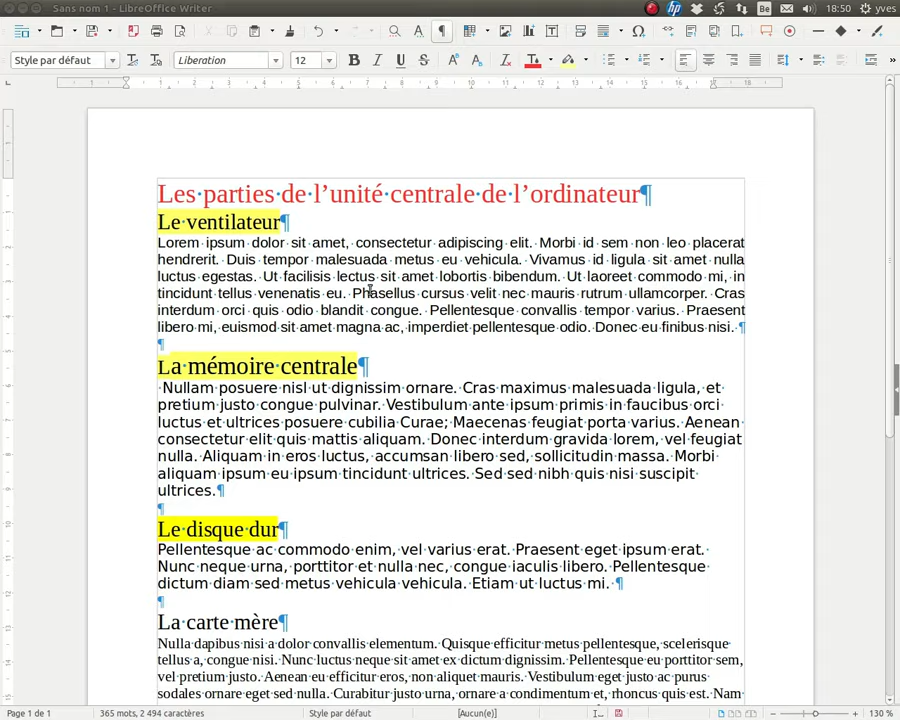 Sans nom 1 - LibreOffice Writer
Be 18:50 yves
Style par défaut Liberation 12
Les parties de l’unité centrale de l’ordinateur¶
Le ventilateur¶
Lorem ipsum dolor sit amet, consectetur adipiscing elit. Morbi id sem non leo placerat
hendrerit. Duis tempor malesuada metus eu vehicula. Vivamus id ligula sit amet nulla
luctus egestas. Ut facilisis lectus sit amet lobortis bibendum. Ut laoreet commodo mi, in
tincidunt tellus venenatis eu. Phasellus cursus velit nec mauris rutrum ullamcorper. Cras
interdum orci quis odio blandit congue. Pellentesque convallis tempor varius. Praesent
libero mi, euismod sit amet magna ac, imperdiet pellentesque odio. Donec eu finibus nisi. ¶
¶
La mémoire centrale¶
Nullam posuere nisl ut dignissim ornare. Cras maximus malesuada ligula, et
pretium justo congue pulvinar. Vestibulum ante ipsum primis in faucibus orci
luctus et ultrices posuere cubilia Curae; Maecenas feugiat porta varius. Aenean
consectetur elit quis mattis aliquam. Donec interdum gravida lorem, vel feugiat
nulla. Aliquam in eros luctus, accumsan libero sed, sollicitudin massa. Morbi
aliquam ipsum eu ipsum tincidunt ultrices. Sed sed nibh quis nisi suscipit
ultrices.¶
¶
Le disque dur¶
Pellentesque ac commodo enim, vel varius erat. Praesent eget ipsum erat.
Nunc neque urna, porttitor et nulla nec, congue iaculis libero. Pellentesque
dictum diam sed metus vehicula vehicula. Etiam ut luctus mi. ¶
¶
La carte mère¶
Nulla dapibus nisi a dolor convallis elementum. Quisque efficitur metus pellentesque, scelerisque
tellus a, congue nisi. Nunc luctus neque sit amet ex dictum dignissim. Pellentesque eu porttitor sem,
vel pretium justo. Aenean eu efficitur eros, non aliquet mauris. Vestibulum eget justo ac purus
sodales ornare eget sed nulla. Curabitur justo urna, ornare a condimentum et, rhoncus quis est. Nam
Page 1 de 1 365 mots, 2 494 caractères Style par défaut [Aucun(e)] 130 %